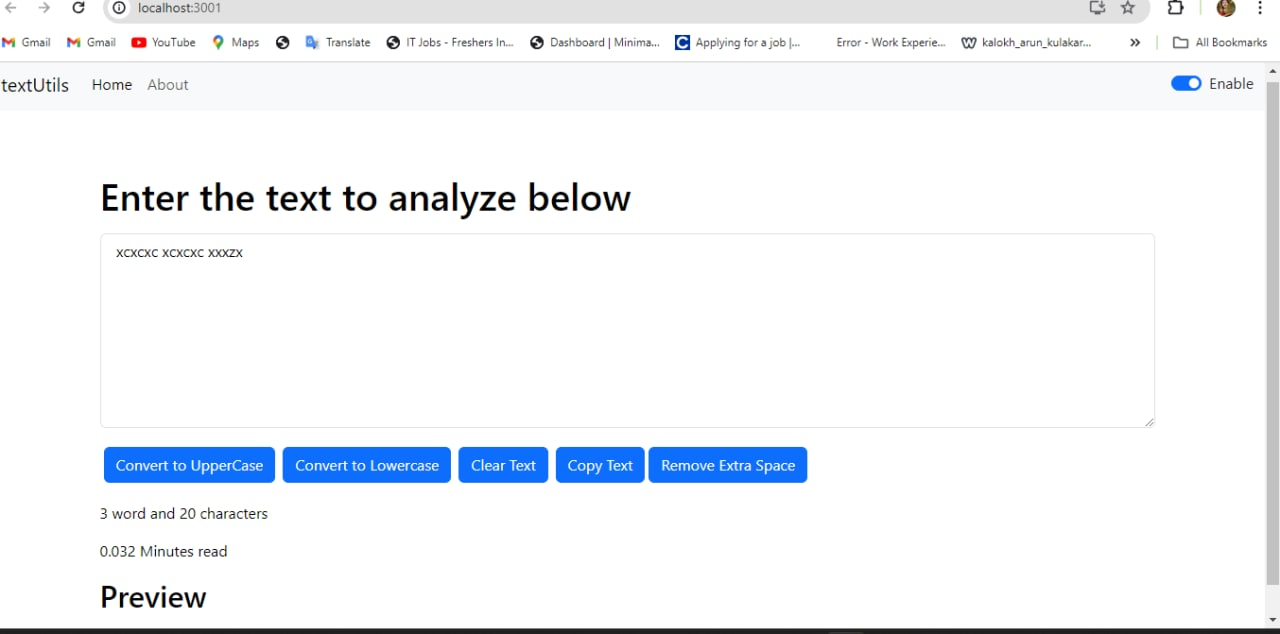 localhost:3001
Gmail Gmail YouTube Maps Translate IT Jobs - Freshers In... Dashboard | Minima... Applying for a job |... Error - Work Experie... kalokh_arun_kulakar... » All Bookmarks
textUtils Home About Enable
Enter the text to analyze below
xcxcxc xcxcxc xxxzx
Convert to UpperCase Convert to Lowercase Clear Text Copy Text Remove Extra Space
3 word and 20 characters
0.032 Minutes read
Preview